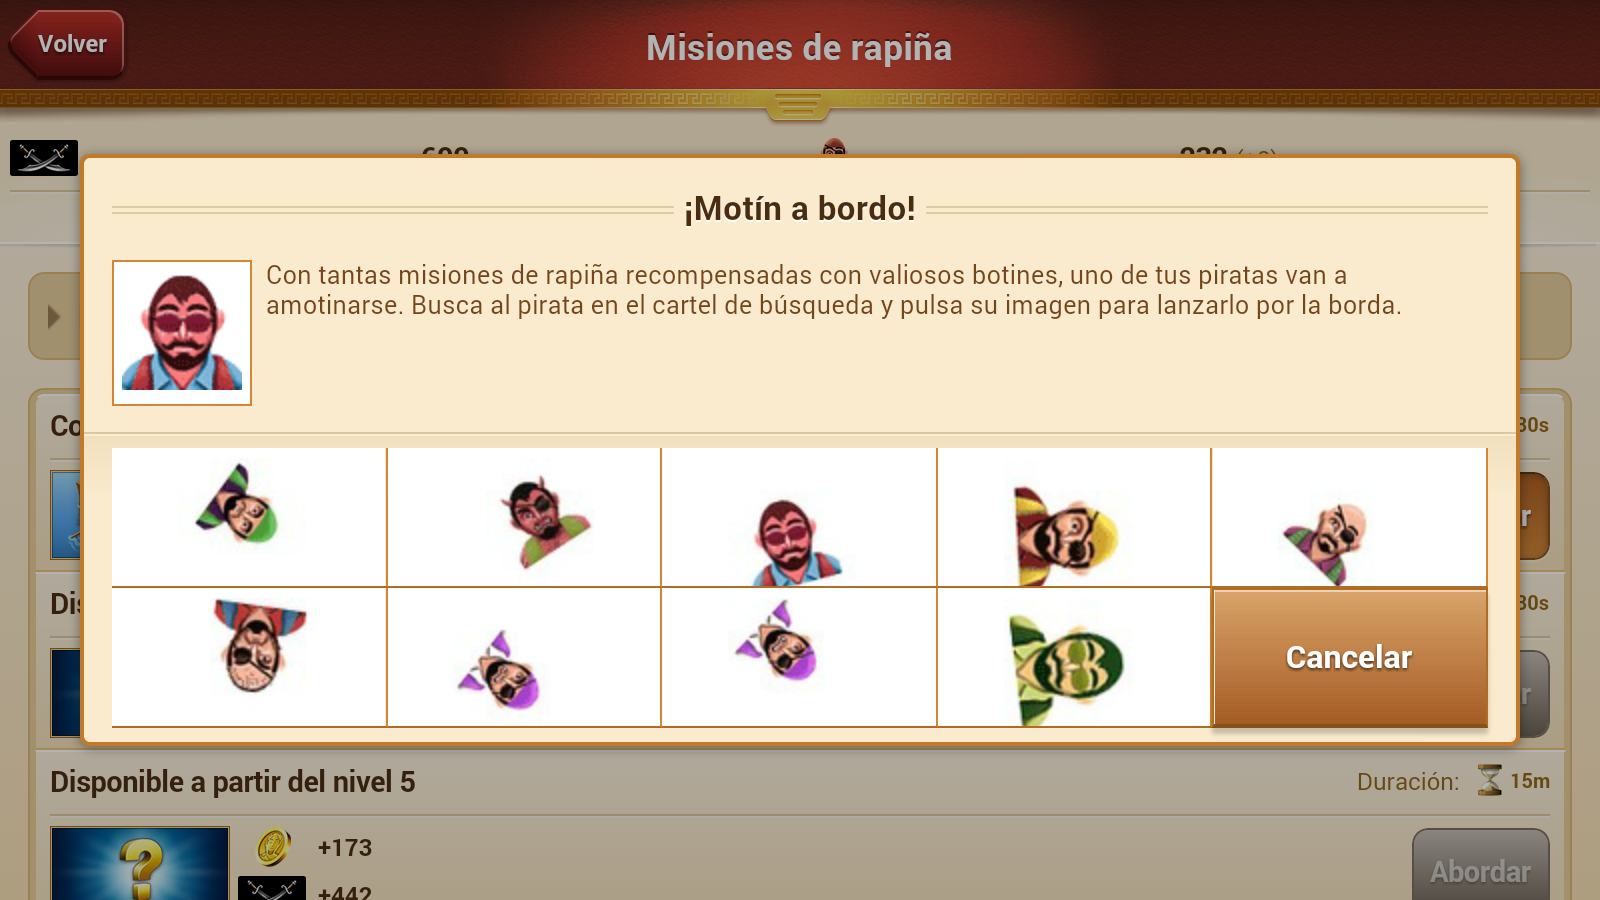 Volver
Misiones de rapiña
¡Motín a bordo!
Con tantas misiones de rapiña recompensadas con valiosos botines, uno de tus piratas van a
amotinarse. Busca al pirata en el cartel de búsqueda y pulsa su imagen para lanzarlo por la borda.
Co
30s
r
Dis
30s
r
Cancelar
Disponible a partir del nivel 5
Duración: 15m
+173
Abordar
+442